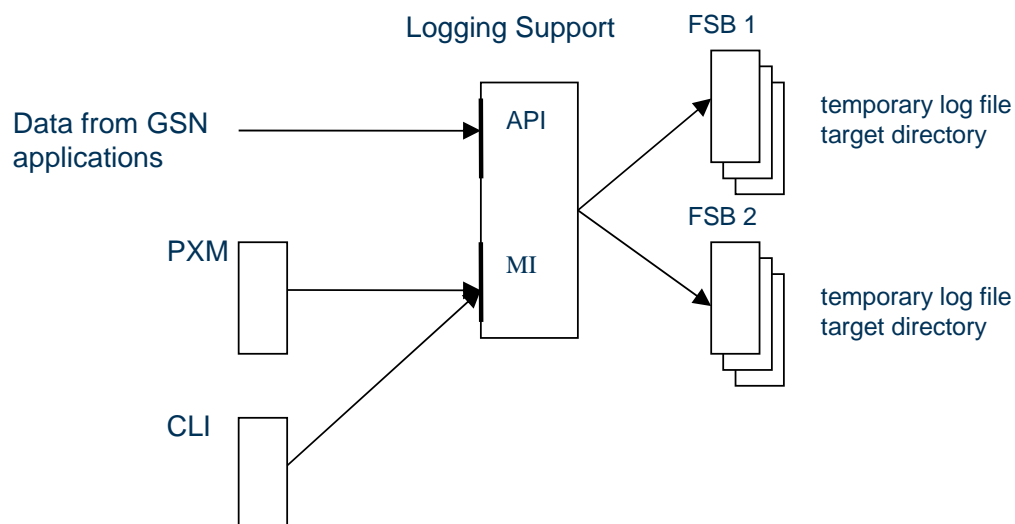 Logging Support
FSB 1
API
temporary log file
target directory
Data from GSN
applications
FSB 2
PXM
MI
temporary log file
target directory
CLI